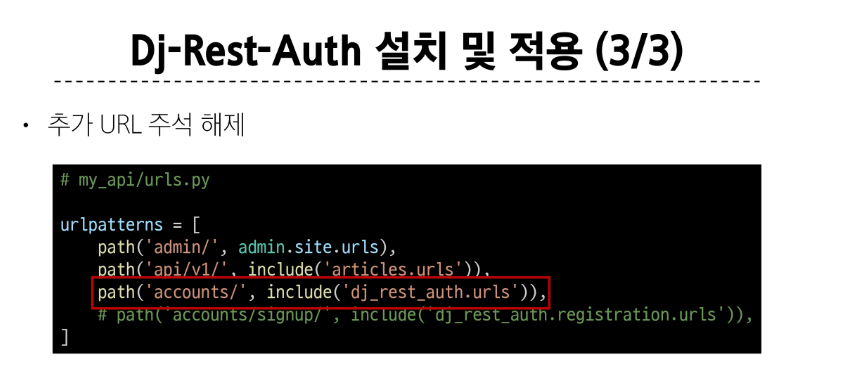 Dj-Rest-Auth 설치 및 적용 (3/3)
• 추가 URL 주석 해제
# my_api/urls.py
urlpatterns = [
    path('admin/', admin.site.urls),
    path('api/v1/', include('articles.urls')),
    path('accounts/', include('dj_rest_auth.urls')),
    # path('accounts/signup/', include('dj_rest_auth.registration.urls')),
]